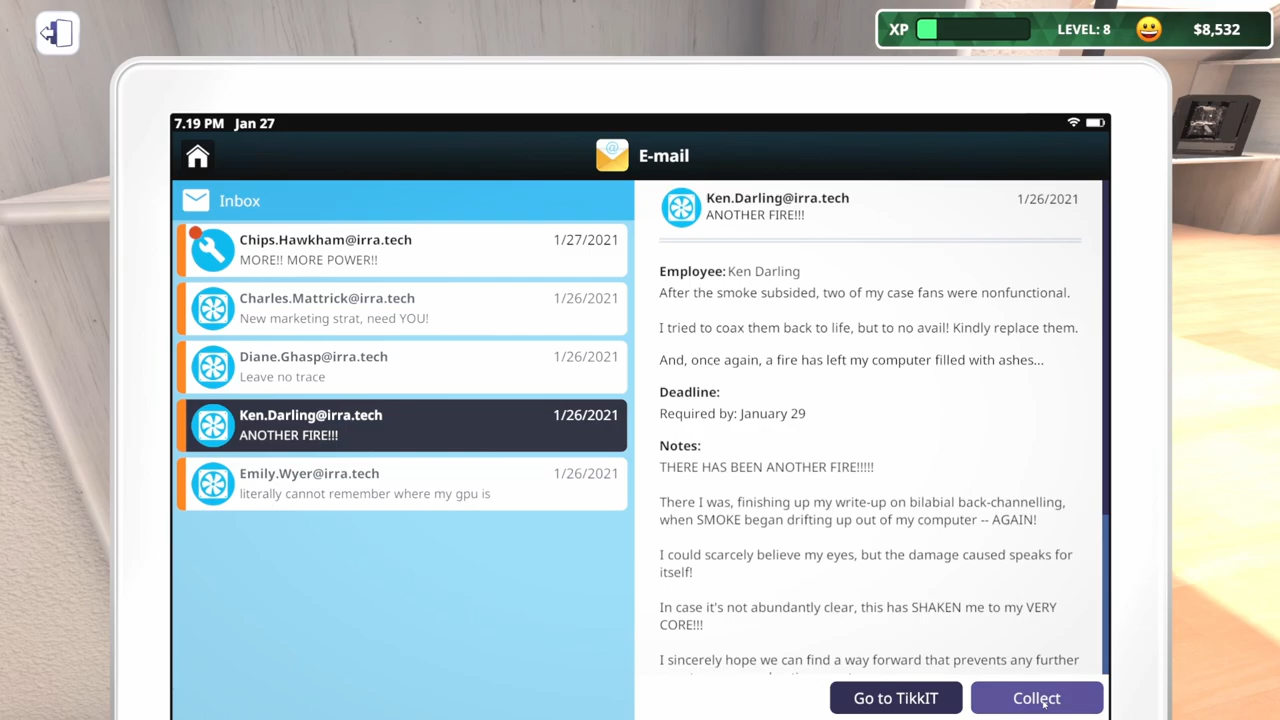 XP
LEVEL: 8
$8,532
7.19 PM Jan 27
E-mail
Inbox
Chips.Hawkham@irra.tech 1/27/2021
MORE!! MORE POWER!!
Charles.Mattrick@irra.tech 1/26/2021
New marketing strat, need YOU!
Diane.Ghasp@irra.tech 1/26/2021
Leave no trace
Ken.Darling@irra.tech 1/26/2021
ANOTHER FIRE!!!
Emily.Wyer@irra.tech 1/26/2021
literally cannot remember where my gpu is
Ken.Darling@irra.tech 1/26/2021
ANOTHER FIRE!!!
Employee: Ken Darling
After the smoke subsided, two of my case fans were nonfunctional.
I tried to coax them back to life, but to no avail! Kindly replace them.
And, once again, a fire has left my computer filled with ashes...
Deadline:
Required by: January 29
Notes:
THERE HAS BEEN ANOTHER FIRE!!!!!
There I was, finishing up my write-up on bilabial back-channelling,
when SMOKE began drifting up out of my computer -- AGAIN!
I could scarcely believe my eyes, but the damage caused speaks for
itself!
In case it's not abundantly clear, this has SHAKEN me to my VERY
CORE!!!
I sincerely hope we can find a way forward that prevents any further
Go to TikkIT
Collect